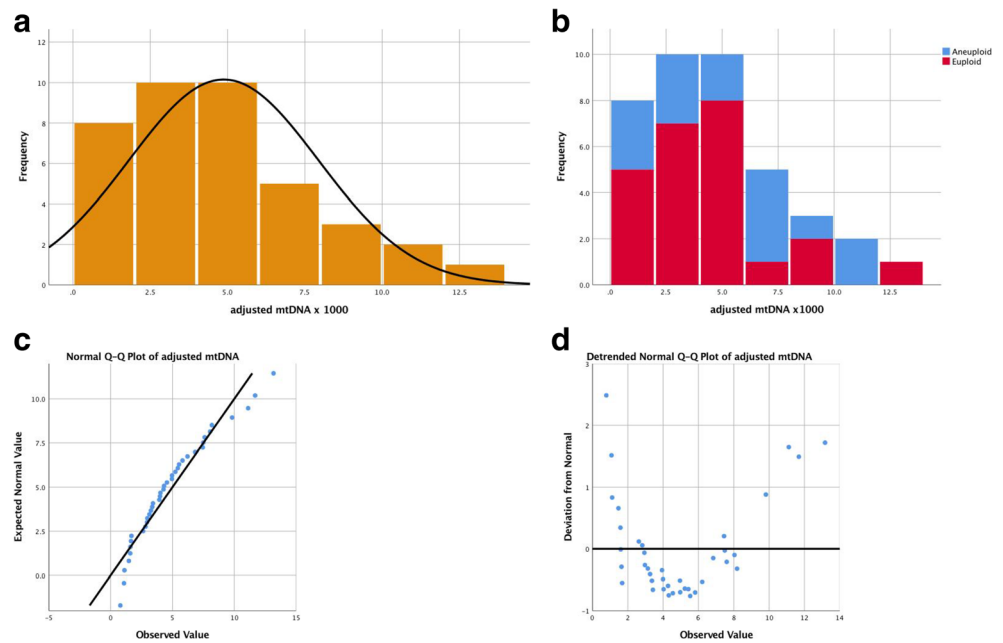 a
12
10
8
6
4
2
0
Frequency
.0 2.5 5.0 7.5 10.0 12.5
adjusted mtDNA x 1000
b
Aneuploid
Euploid
10.0
8.0
6.0
4.0
2.0
.0
Frequency
.0 2.5 5.0 7.5 10.0 12.5
adjusted mtDNA x1000
c
Normal Q-Q Plot of adjusted mtDNA
10.0
7.5
5.0
2.5
0.0
Expected Normal Value
-5 0 5 10 15
Observed Value
d
Detrended Normal Q-Q Plot of adjusted mtDNA
3
2
1
0
-1
Deviation from Normal
0 2 4 6 8 10 12 14
Observed Value